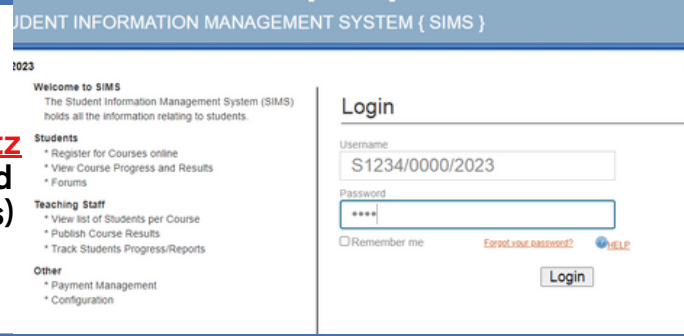 UDENT INFORMATION MANAGEMENT SYSTEM { SIMS }
2023
Welcome to SIMS
The Student Information Management System (SIMS)
holds all the information relating to students.
tz
Students
* Register for Courses online
* View Course Progress and Results
d
* Forums
s)
Teaching Staff
* View list of Students per Course
* Publish Course Results
* Track Students Progress/Reports
Other
* Payment Management
* Configuration
Login
Username
S1234/0000/2023
Password
••••
Remember me
Forgot your password?
HELP
Login